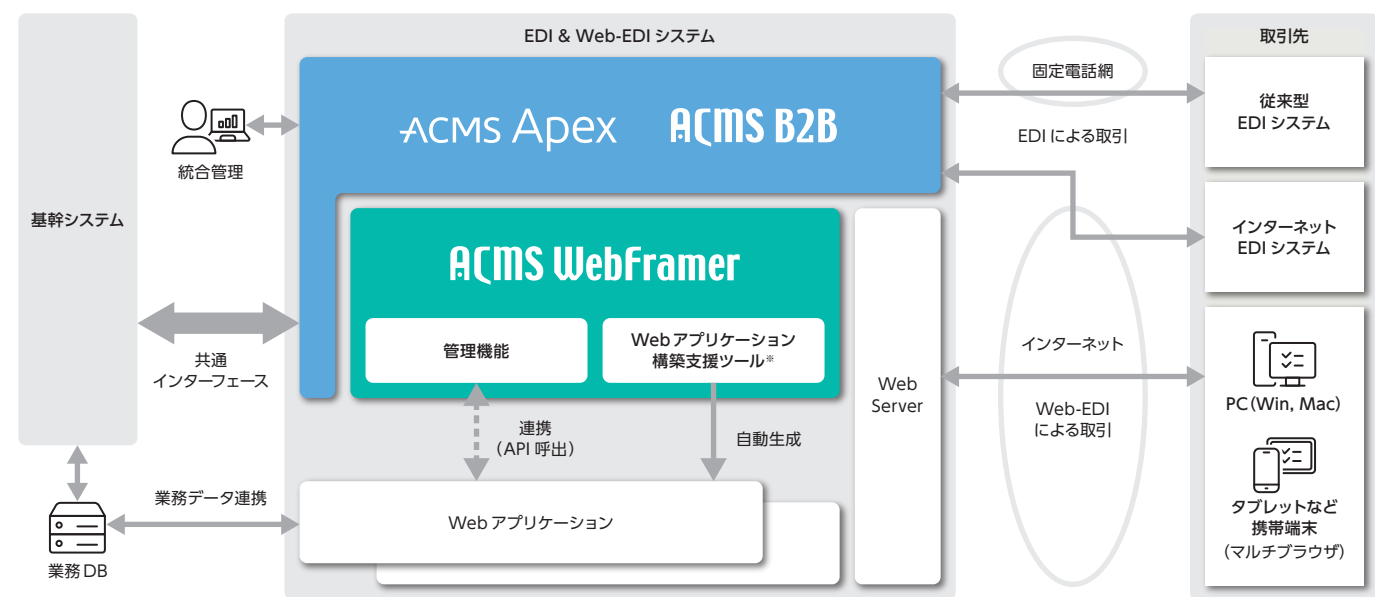 EDI & Web-EDI システム
取引先
統合管理
基幹システム
共通
インターフェース
業務データ連携
業務DB
ACMS Apex
ACMS B2B
ACMS WebFramer
管理機能
Webアプリケーション
構築支援ツール※
連携
（API 呼出）
自動生成
Web アプリケーション
Web
Server
固定電話網
EDI による取引
インターネット
Web-EDI
による取引
従来型
EDI システム
インターネット
EDI システム
PC(Win, Mac)
タブレットなど
携帯端末
（マルチブラウザ）